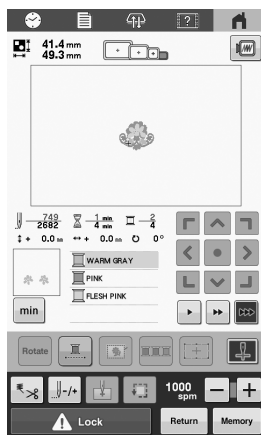 ?
41.4 mm
49.3 mm
749 1 min 2
2682 4 min 4
+ 0.0 mm + 0.0 mm 0°
WARM GRAY
PINK
FLESH PINK
min
Rotate
-/+
1000
spm
− +
Lock
Return
Memory